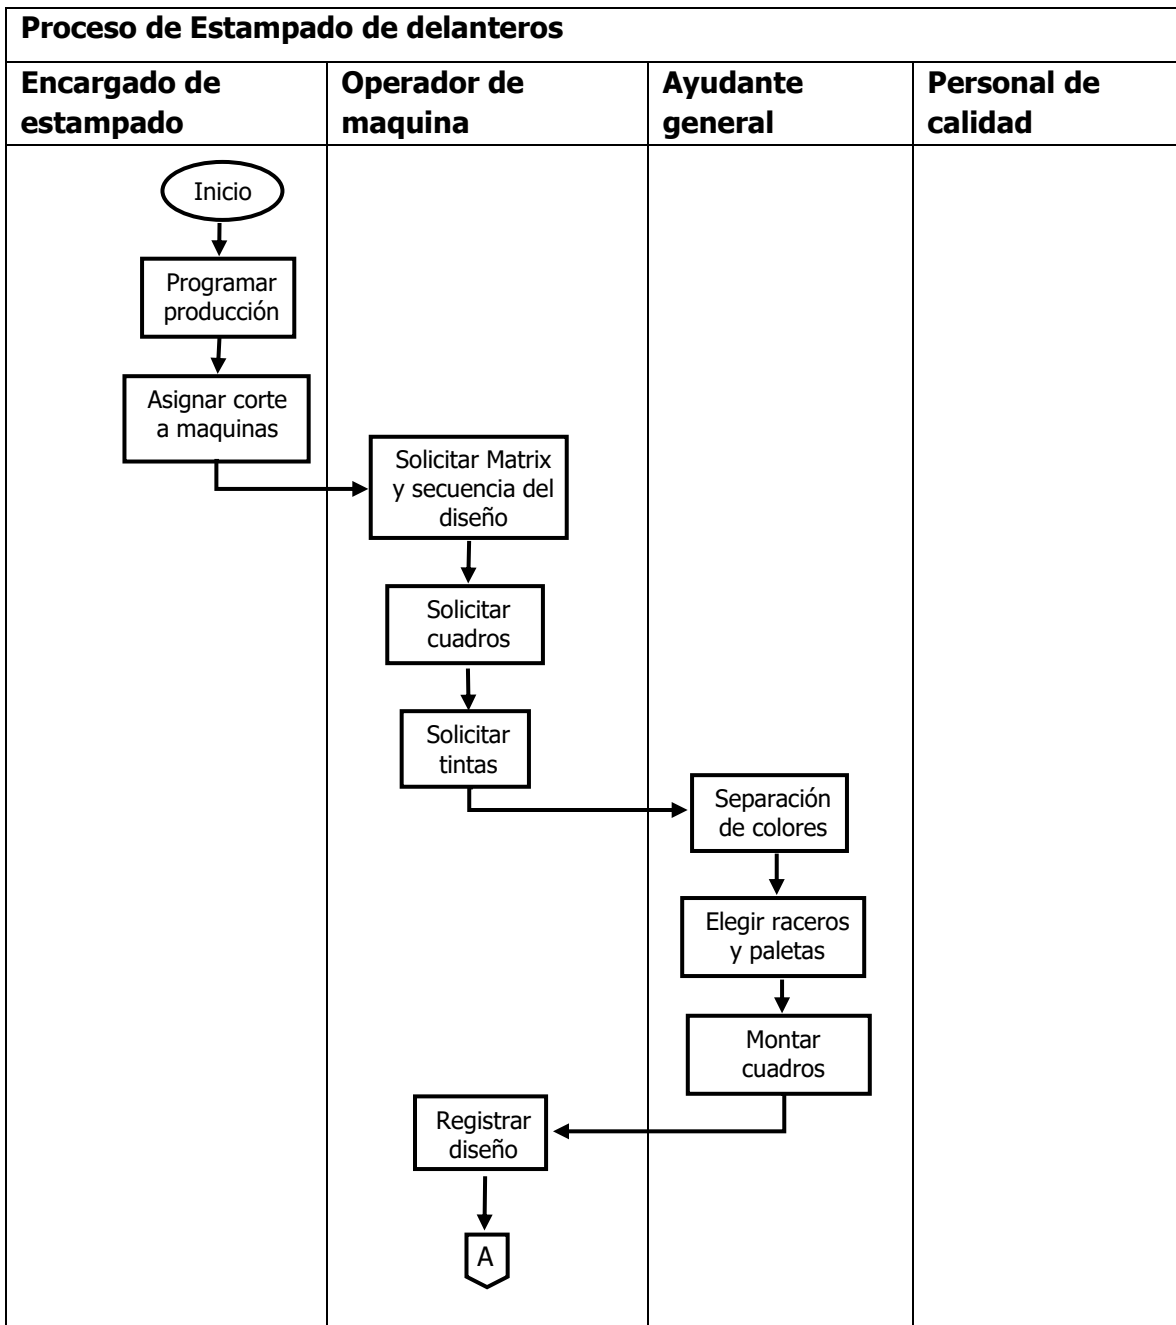 Proceso de Estampado de delanteros
Encargado de
estampado
Operador de
maquina
Ayudante
general
Personal de
calidad
Inicio
Programar
producción
Asignar corte
a maquinas
Solicitar Matrix
y secuencia del
diseño
Solicitar
cuadros
Solicitar
tintas
Separación
de colores
Elegir raceros
y paletas
Montar
cuadros
Registrar
diseño
A